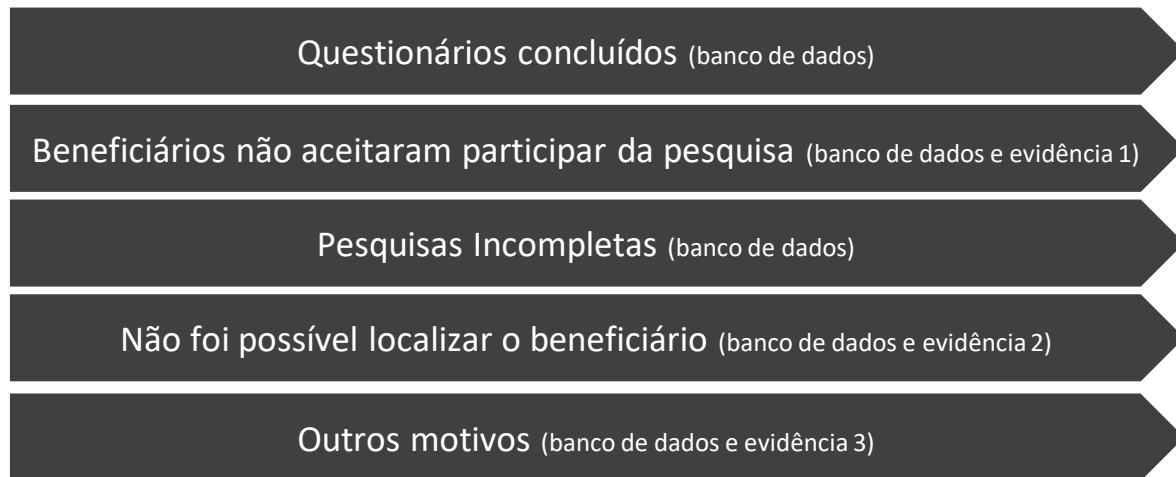 Questionários concluídos (banco de dados)
Beneficiários não aceitaram participar da pesquisa (banco de dados e evidência 1)
Pesquisas Incompletas (banco de dados)
Não foi possível localizar o beneficiário (banco de dados e evidência 2)
Outros motivos (banco de dados e evidência 3)